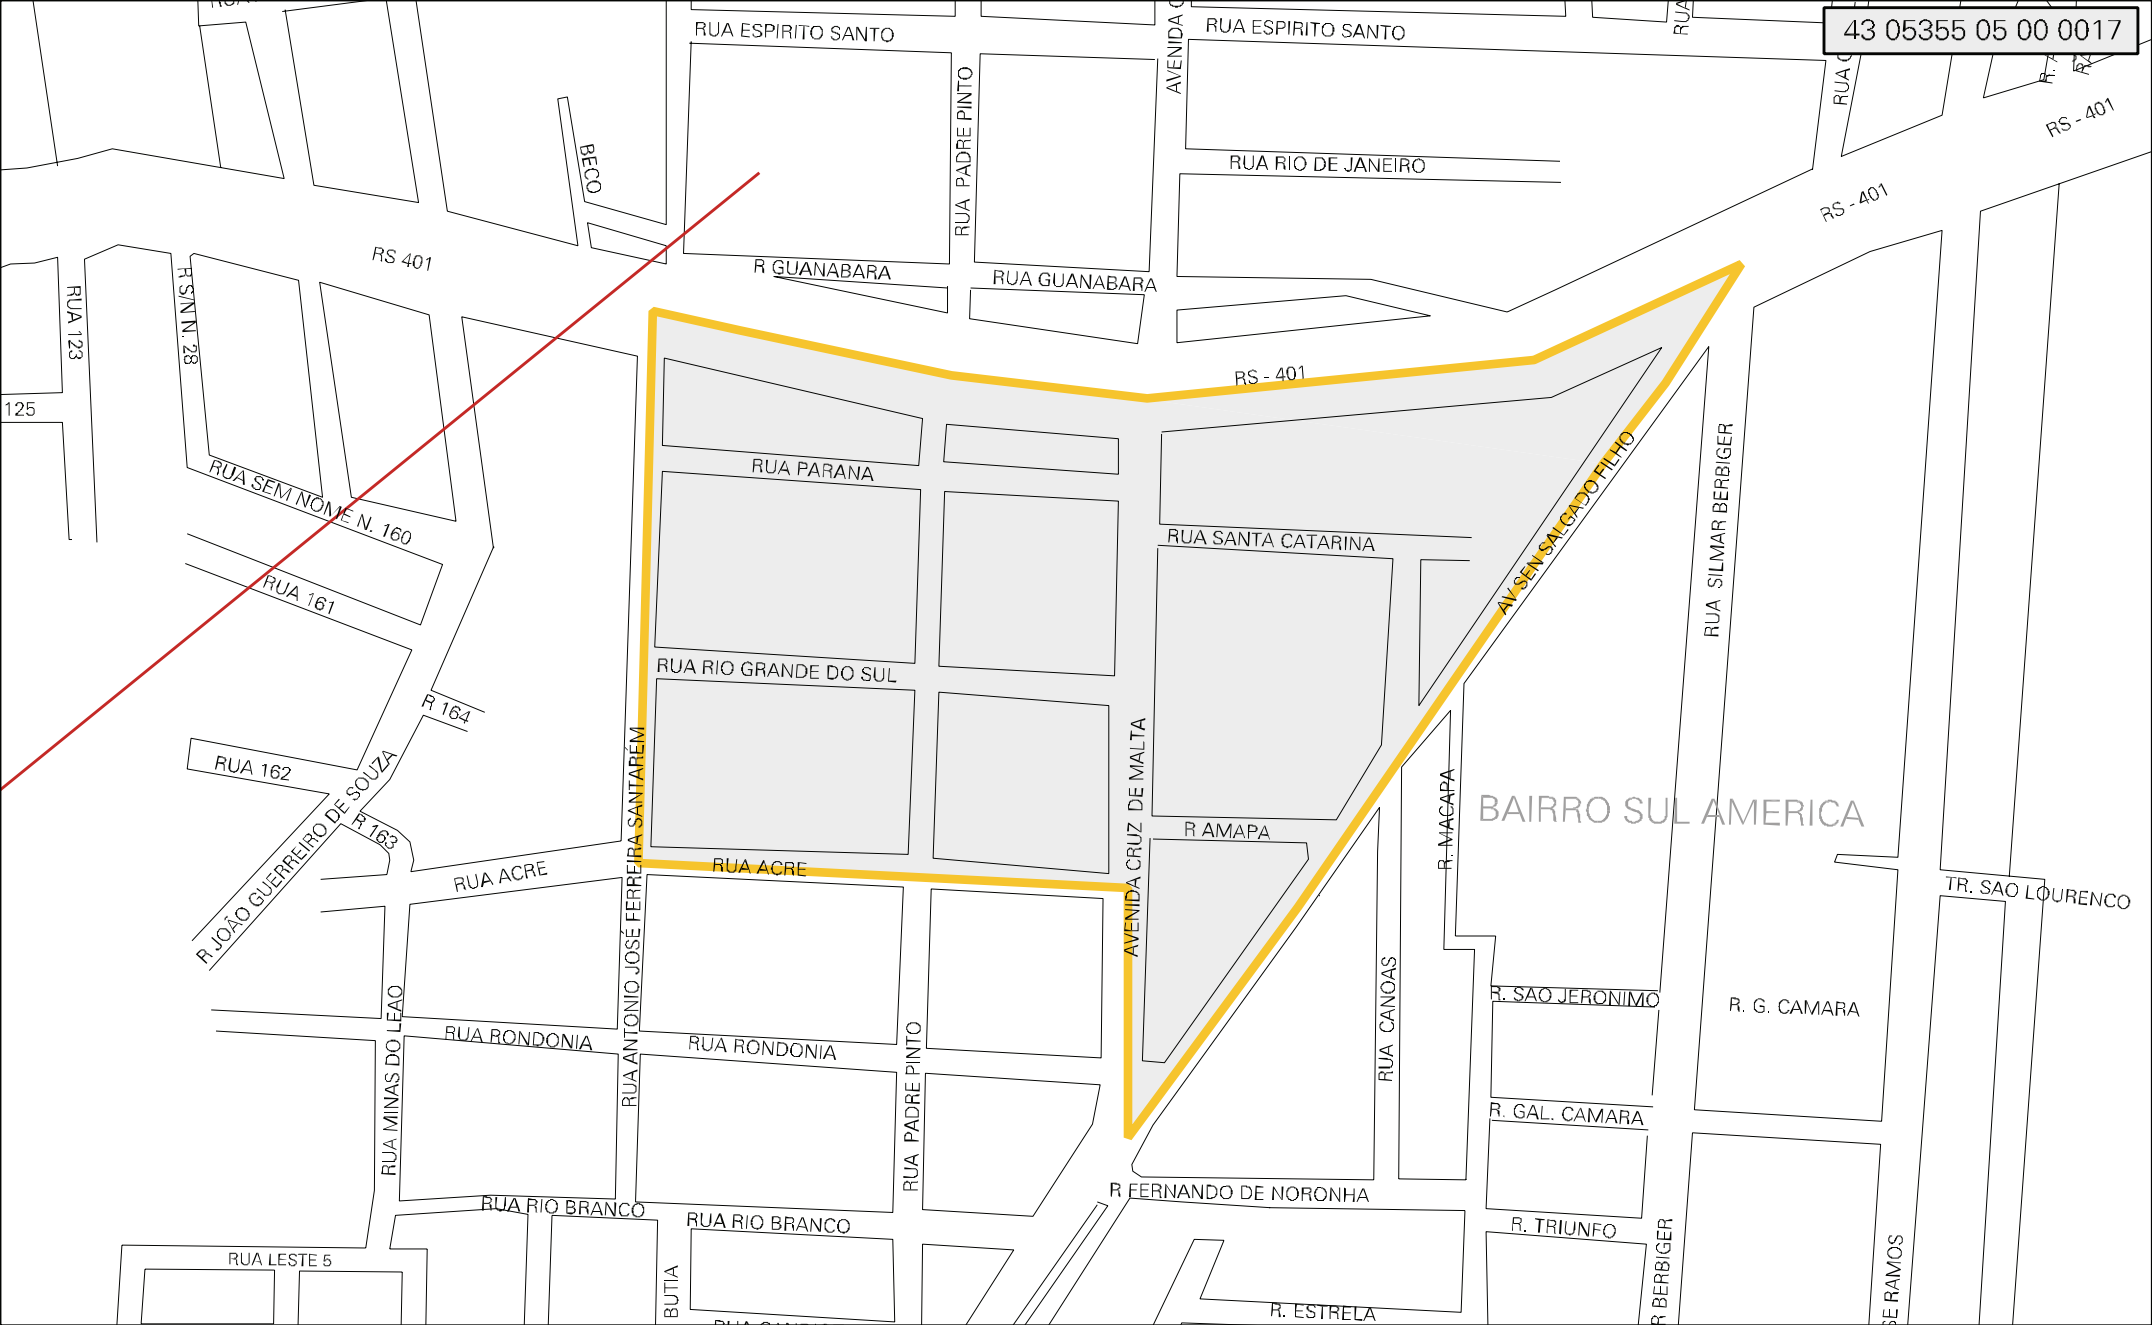 RUA ESPIRITO SANTO
RUA ESPIRITO SANTO
43 05355 05 00 0017
RS - 401
RUA PADRE PINTO
BECO
RUA RIO DE JANEIRO
RS - 401
RS 401
R GUANABARA
RUA GUANABARA
RUA 123
R S/N N. 28
RS - 401
125
RUA PARANA
RUA SEM NOME N. 160
RUA SANTA CATARINA
AV SEN SALGADO FILHO
RUA SILMAR BERBIGER
RUA 161
RUA RIO GRANDE DO SUL
R 164
RUA 162
R JOÃO GUERREIRO DE SOUZA
R 163
RUA ANTONIO JOSÉ FERREIRA SANTARÉM
AVENIDA CRUZ DE MALTA
R AMAPA
R. MACAPA
BAIRRO SUL AMERICA
RUA ACRE
RUA ACRE
TR. SAO LOURENCO
RUA CANOAS
R. SAO JERONIMO
R. G. CAMARA
RUA MINAS DO LEAO
RUA RONDONIA
RUA RONDONIA
RUA PADRE PINTO
R. GAL. CAMARA
R FERNANDO DE NORONHA
RUA RIO BRANCO
RUA RIO BRANCO
R. TRIUNFO
RUA LESTE 5
BUTIA
R BERBIGER
SE RAMOS
R. ESTRELA
AVENIDA
RUA
RUA